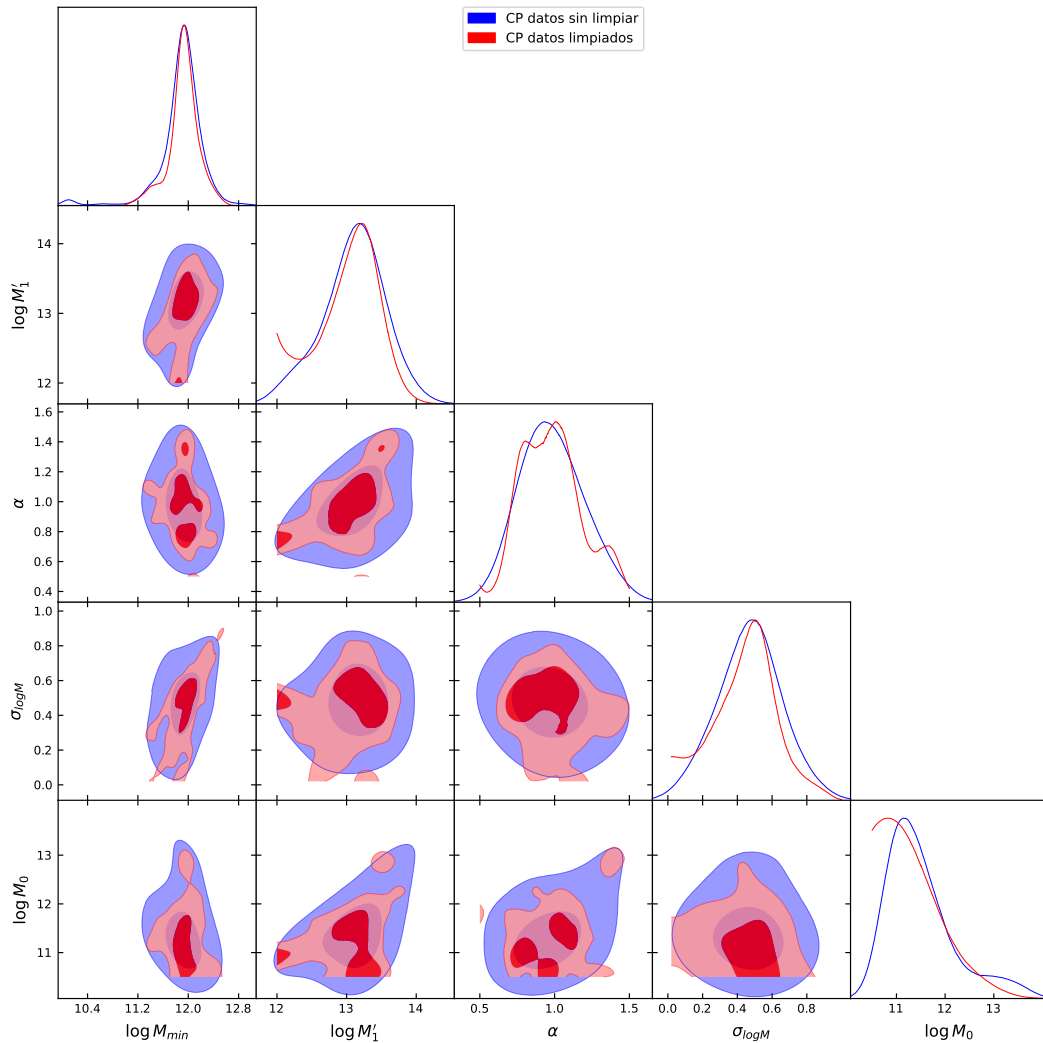 CP datos sin limpiar
CP datos limpiados
14
13
12
log M′₁
1.6
1.4
1.2
1.0
0.8
0.6
0.4
α
1.0
0.8
0.6
0.4
0.2
0.0
σ_logM
13
12
11
log M₀
10.4 11.2 12.0 12.8
12 13 14
0.5 1.0 1.5
0.0 0.2 0.4 0.6 0.8
11 12 13
log M_min
log M′₁
α
σ_logM
log M₀